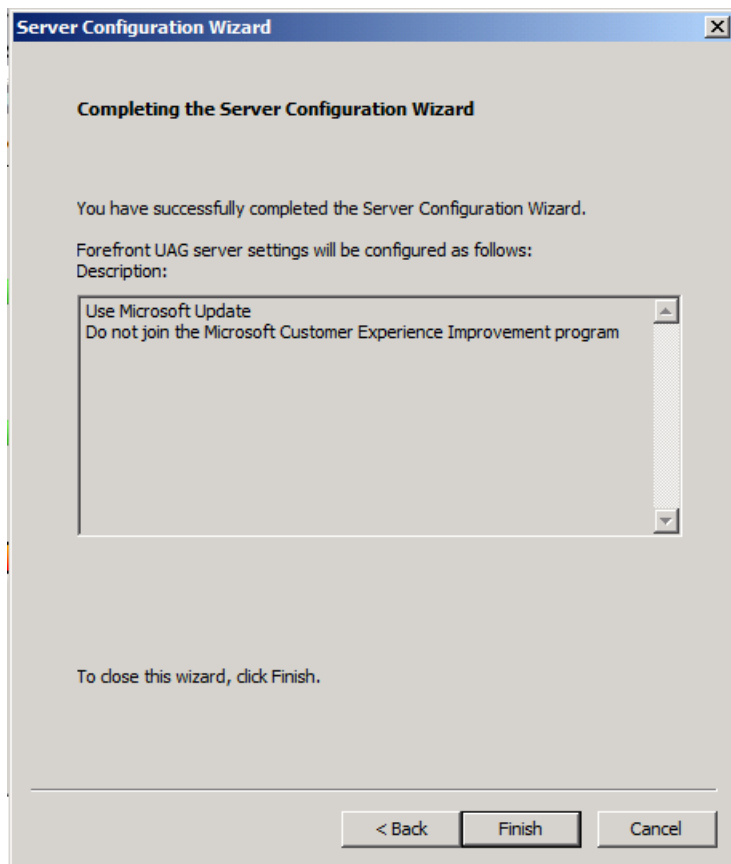 Server Configuration Wizard
Completing the Server Configuration Wizard
You have successfully completed the Server Configuration Wizard.
Forefront UAG server settings will be configured as follows:
Description:
Use Microsoft Update
Do not join the Microsoft Customer Experience Improvement program
To close this wizard, click Finish.
< Back Finish Cancel